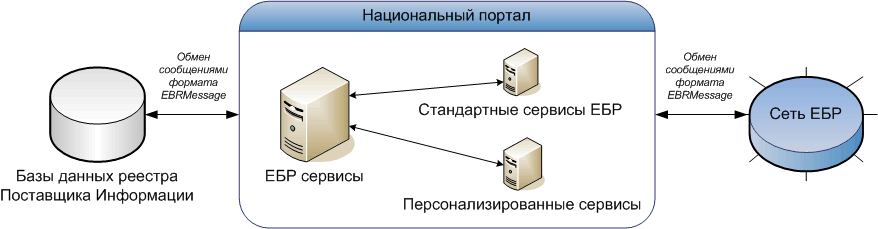 Национальный портал
Обмен
сообщениями
формата
EBRMessage
Базы данных реестра
Поставщика Информации
ЕБР сервисы
Стандартные сервисы ЕБР
Персонализированные сервисы
Обмен
сообщениями
формата
EBRMessage
Сеть ЕБР